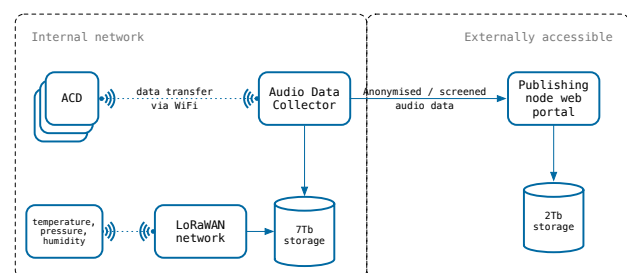 Internal network
Externally accessible
ACD
data transfer
via WiFi
Audio Data
Collector
Anonymised / screened
audio data
Publishing
node web
portal
temperature,
pressure,
humidity
LoRaWAN
network
7Tb
storage
2Tb
storage